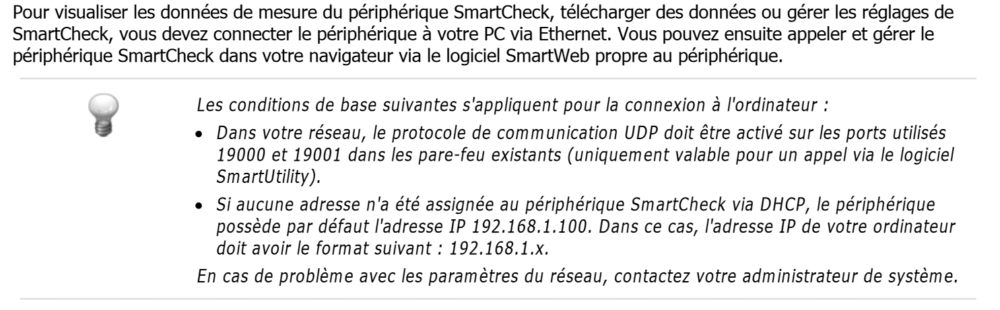 Pour visualiser les données de mesure du périphérique SmartCheck, télécharger des données ou gérer les réglages de
SmartCheck, vous devez connecter le périphérique à votre PC via Ethernet. Vous pouvez ensuite appeler et gérer le
périphérique SmartCheck dans votre navigateur via le logiciel SmartWeb propre au périphérique.
Les conditions de base suivantes s'appliquent pour la connexion à l'ordinateur :
• Dans votre réseau, le protocole de communication UDP doit être activé sur les ports utilisés
19000 et 19001 dans les pare-feu existants (uniquement valable pour un appel via le logiciel
SmartUtility).
• Si aucune adresse n'a été assignée au périphérique SmartCheck via DHCP, le périphérique
possède par défaut l'adresse IP 192.168.1.100. Dans ce cas, l'adresse IP de votre ordinateur
doit avoir le format suivant : 192.168.1.x.
En cas de problème avec les paramètres du réseau, contactez votre administrateur de système.